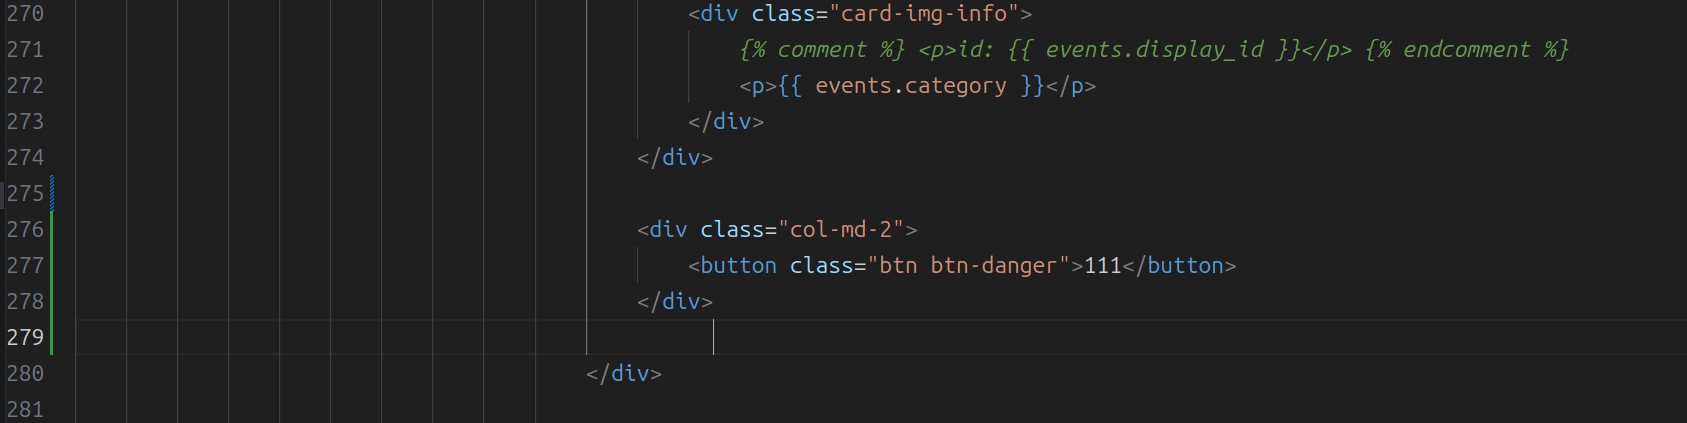 270 <div class="card-img-info">
271 {% comment %} <p>id: {{ events.display_id }}</p> {% endcomment %}
272 <p>{{ events.category }}</p>
273 </div>
274 </div>
275
276 <div class="col-md-2">
277 <button class="btn btn-danger">111</button>
278 </div>
279
280 </div>
281